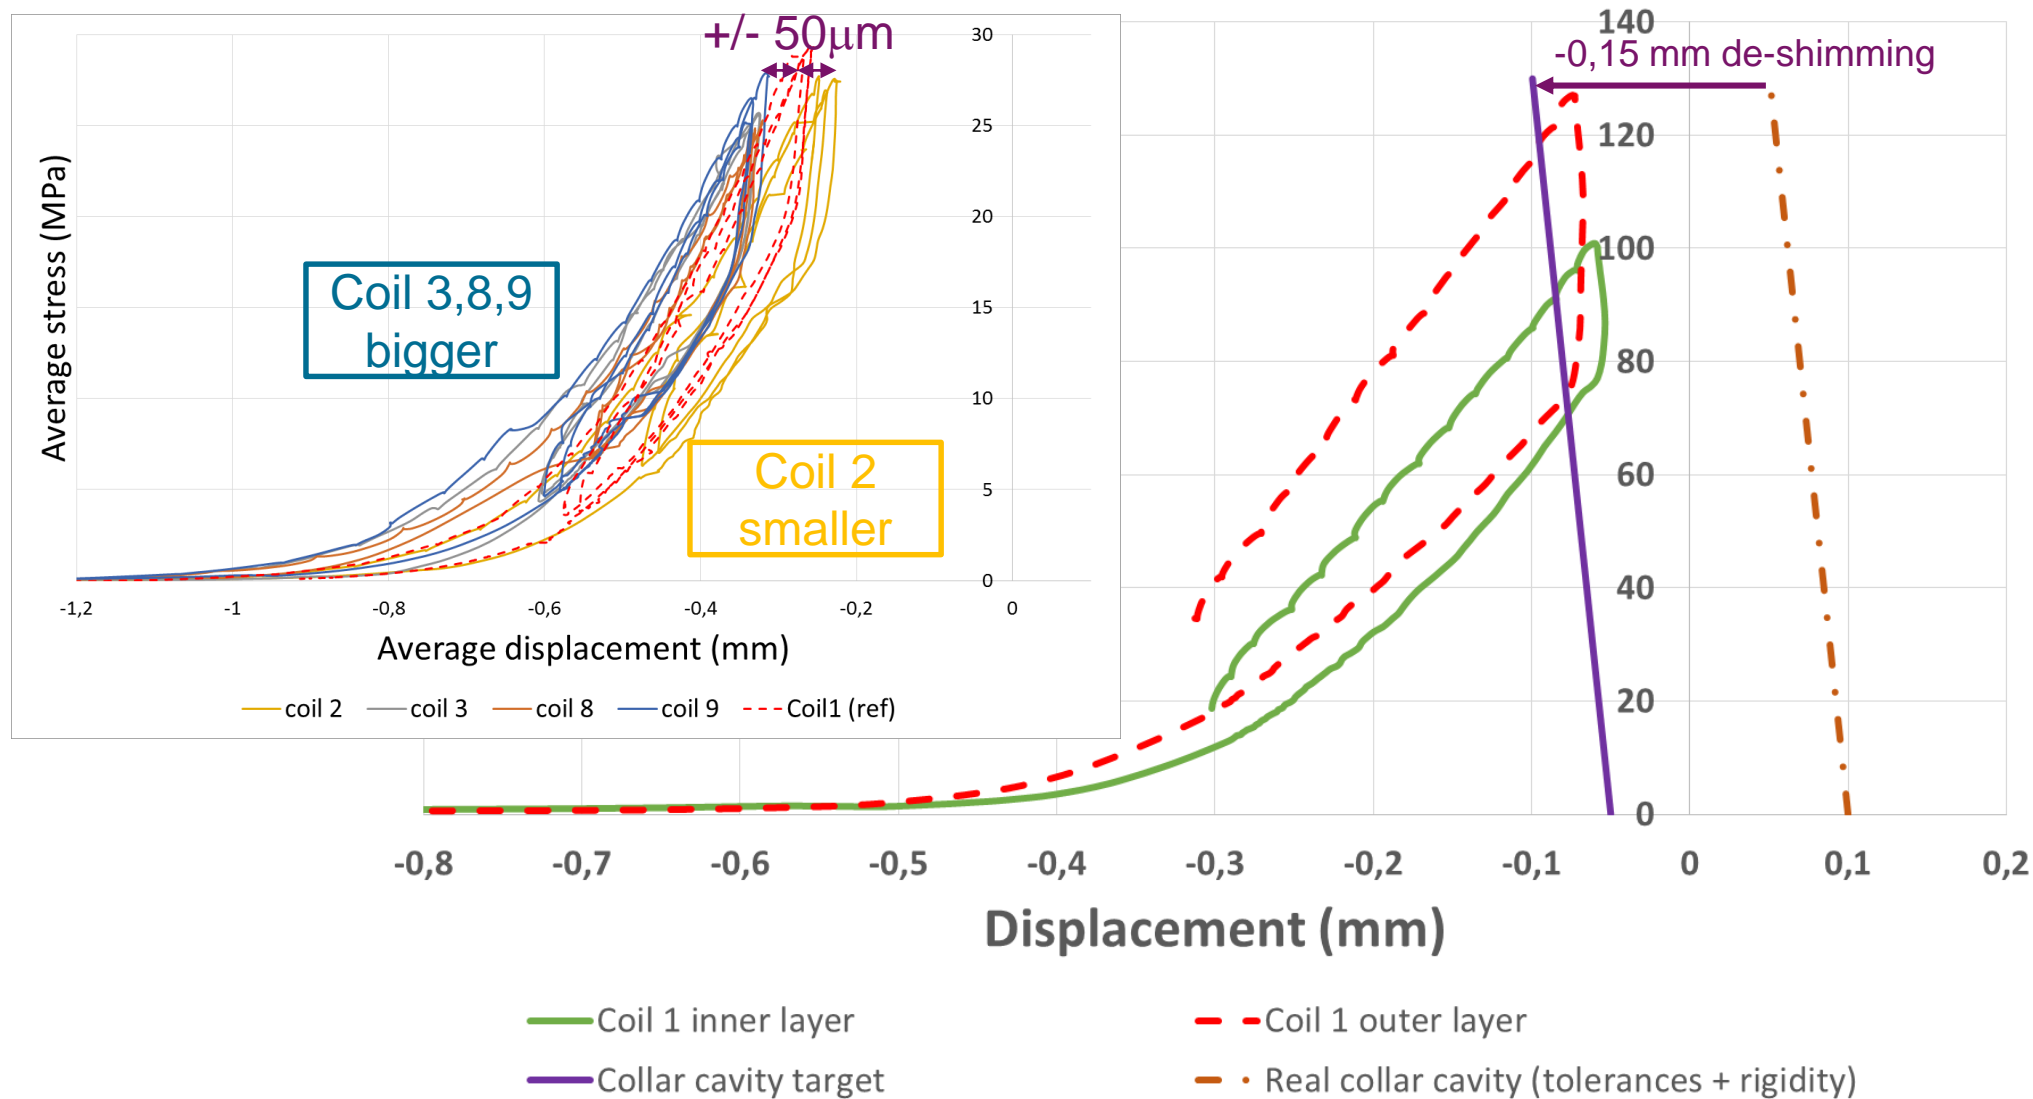 +/- 50μm
30
25
20
15
10
5
0
Average stress (MPa)
Coil 3,8,9
bigger
Coil 2
smaller
-1,2 -1 -0,8 -0,6 -0,4 -0,2 0
Average displacement (mm)
coil 2 coil 3 coil 8 coil 9 Coil1 (ref)
140
-0,15 mm de-shimming
120
100
80
60
40
20
0
-0,8 -0,7 -0,6 -0,5 -0,4 -0,3 -0,2 -0,1 0 0,1 0,2
Displacement (mm)
Coil 1 inner layer Coil 1 outer layer
Collar cavity target Real collar cavity (tolerances + rigidity)